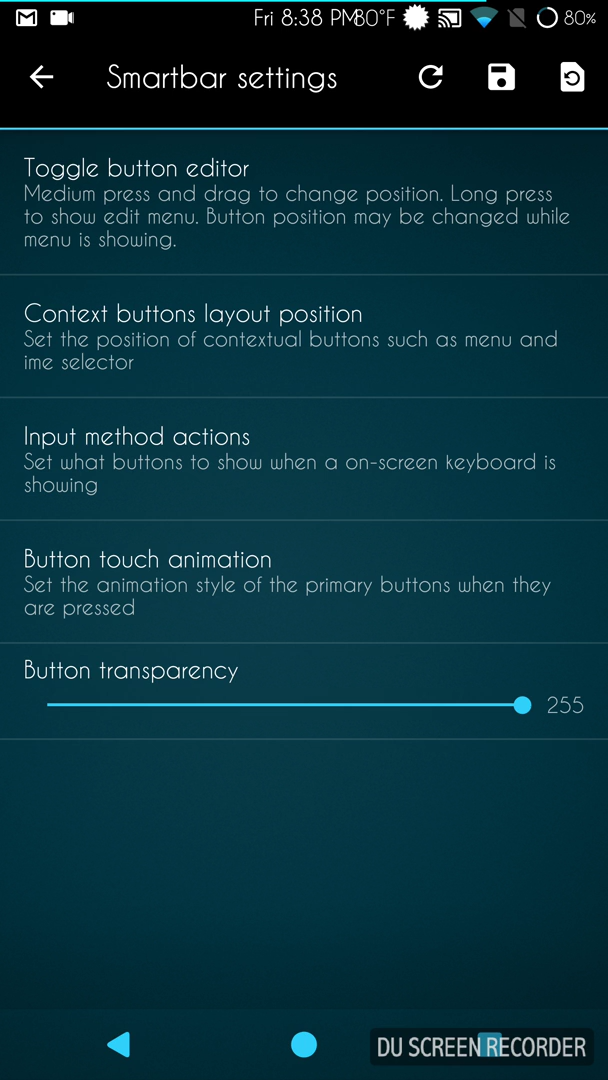 Fri 8:38 PM 80°F 80%
Smartbar settings
Toggle button editor
Medium press and drag to change position. Long press
to show edit menu. Button position may be changed while
menu is showing.
Context buttons layout position
Set the position of contextual buttons such as menu and
ime selector
Input method actions
Set what buttons to show when a on-screen keyboard is
showing
Button touch animation
Set the animation style of the primary buttons when they
are pressed
Button transparency
255
DU SCREEN RECORDER